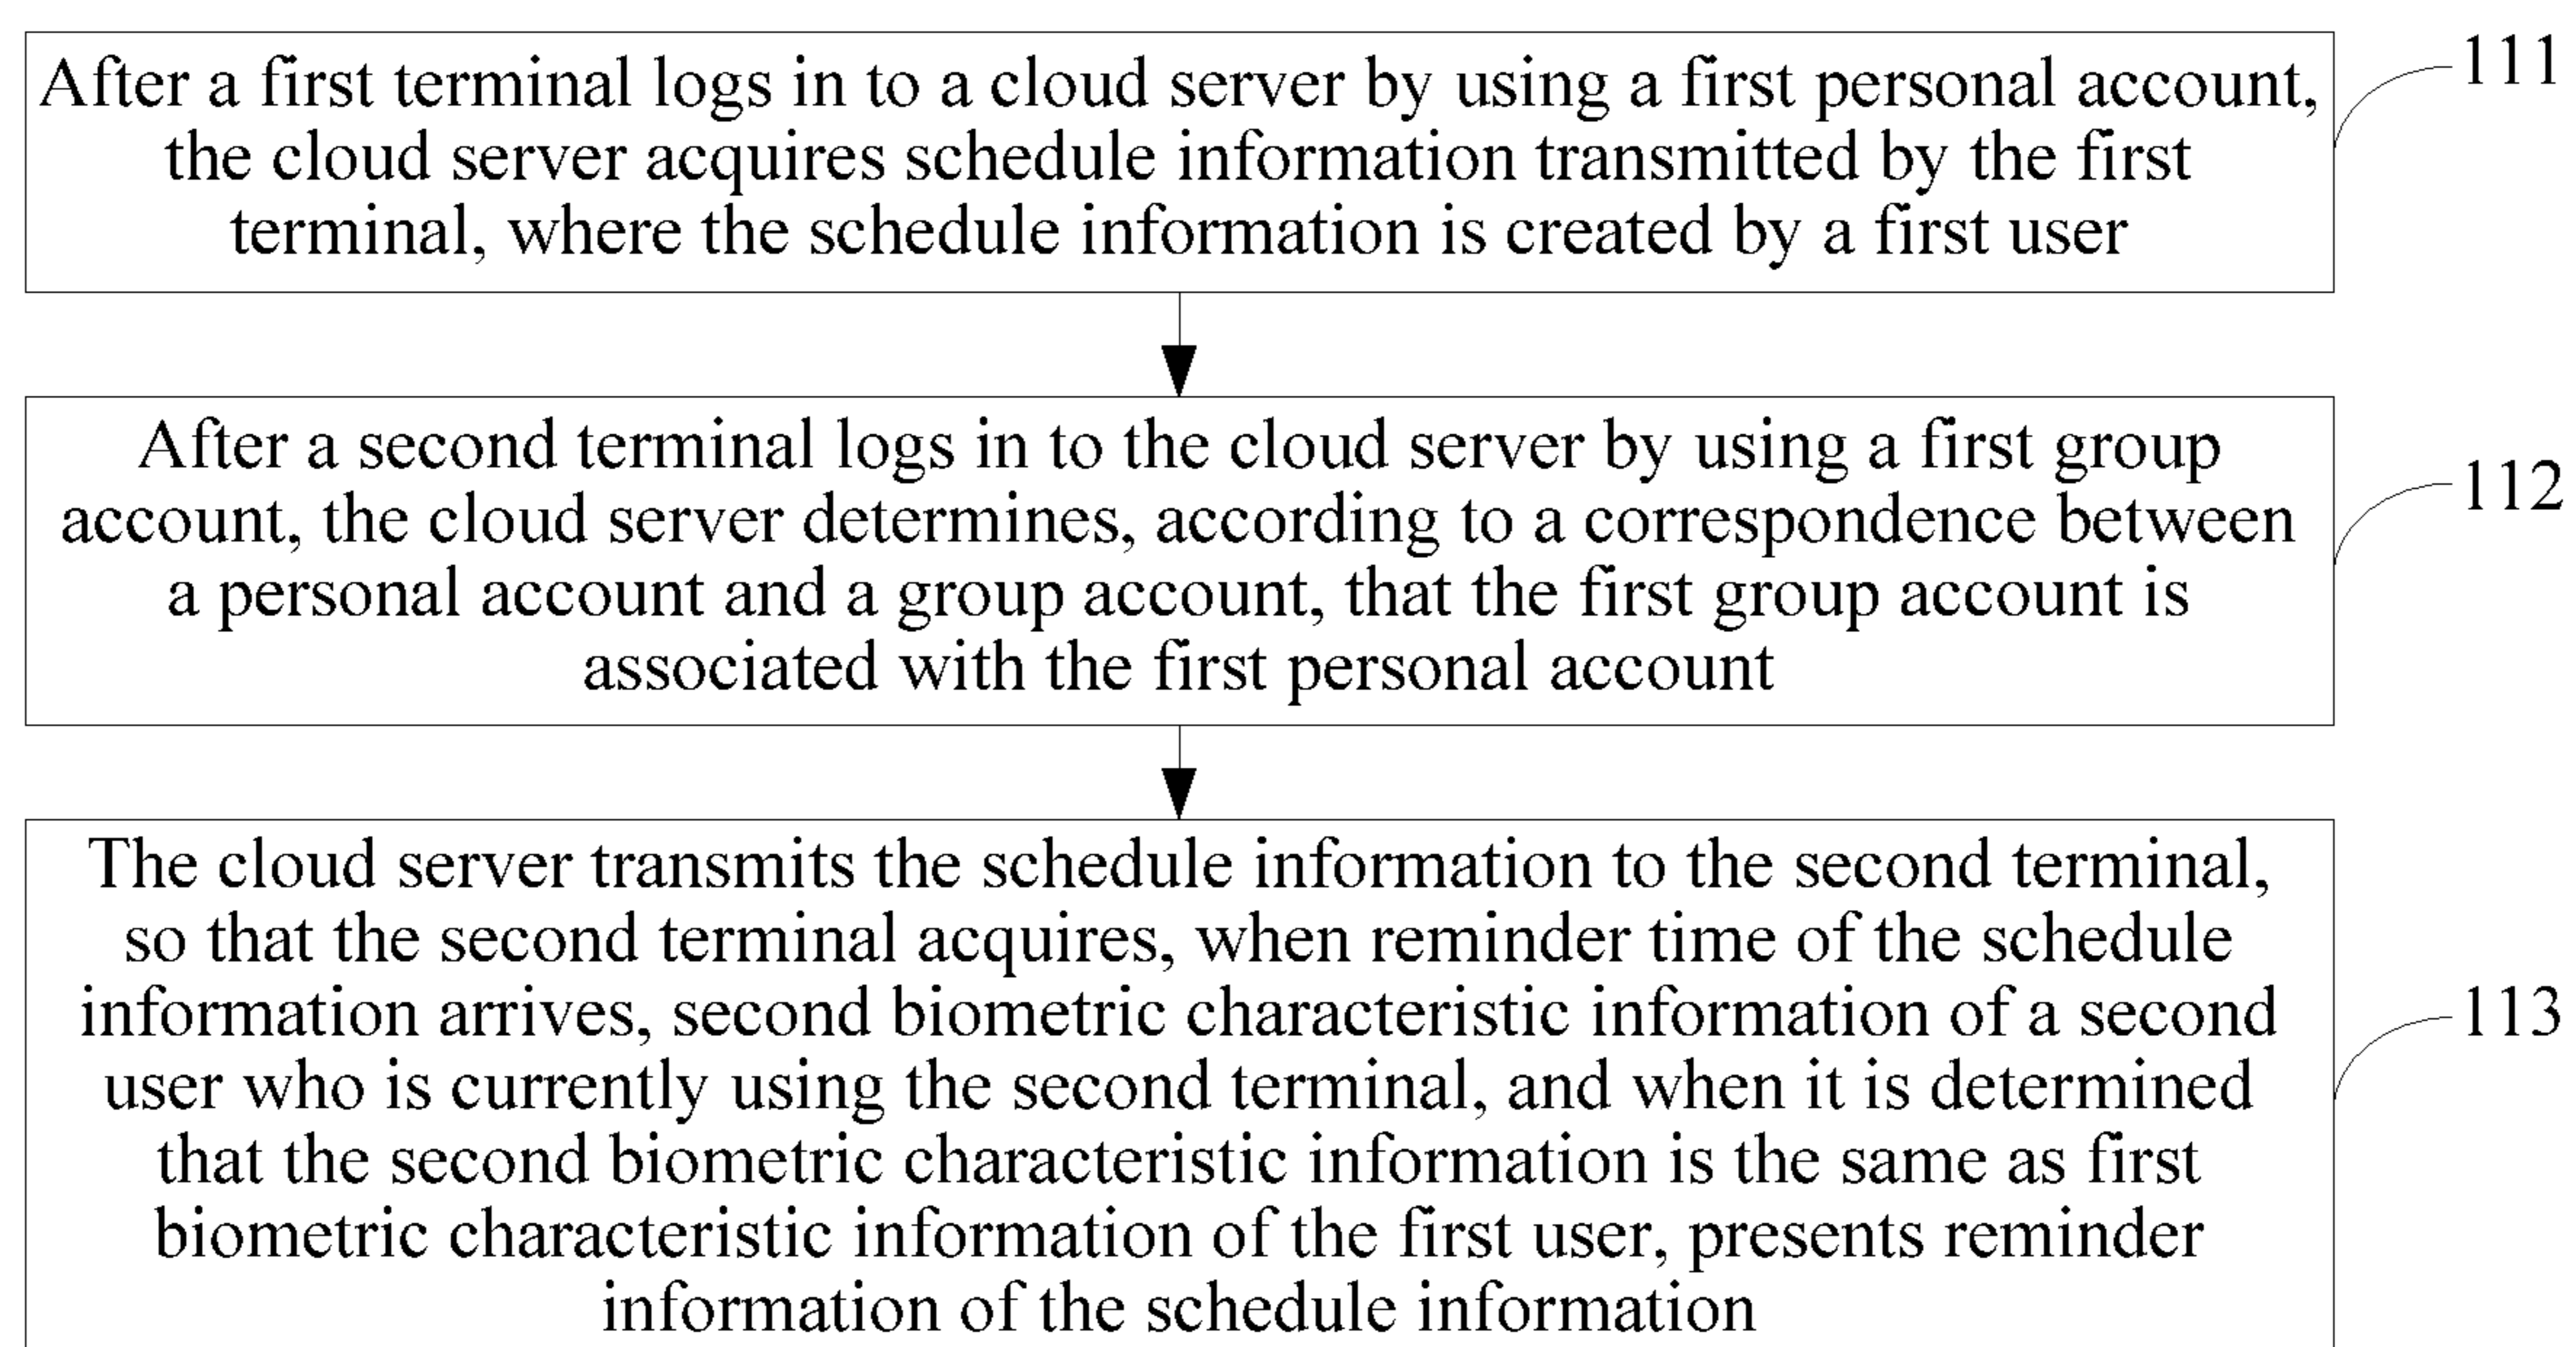 After a first terminal logs in to a cloud server by using a first personal account,
the cloud server acquires schedule information transmitted by the first
terminal, where the schedule information is created by a first user
111
After a second terminal logs in to the cloud server by using a first group
account, the cloud server determines, according to a correspondence between
a personal account and a group account, that the first group account is
associated with the first personal account
112
The cloud server transmits the schedule information to the second terminal,
so that the second terminal acquires, when reminder time of the schedule
information arrives, second biometric characteristic information of a second
user who is currently using the second terminal, and when it is determined
that the second biometric characteristic information is the same as first
biometric characteristic information of the first user, presents reminder
information of the schedule information
113